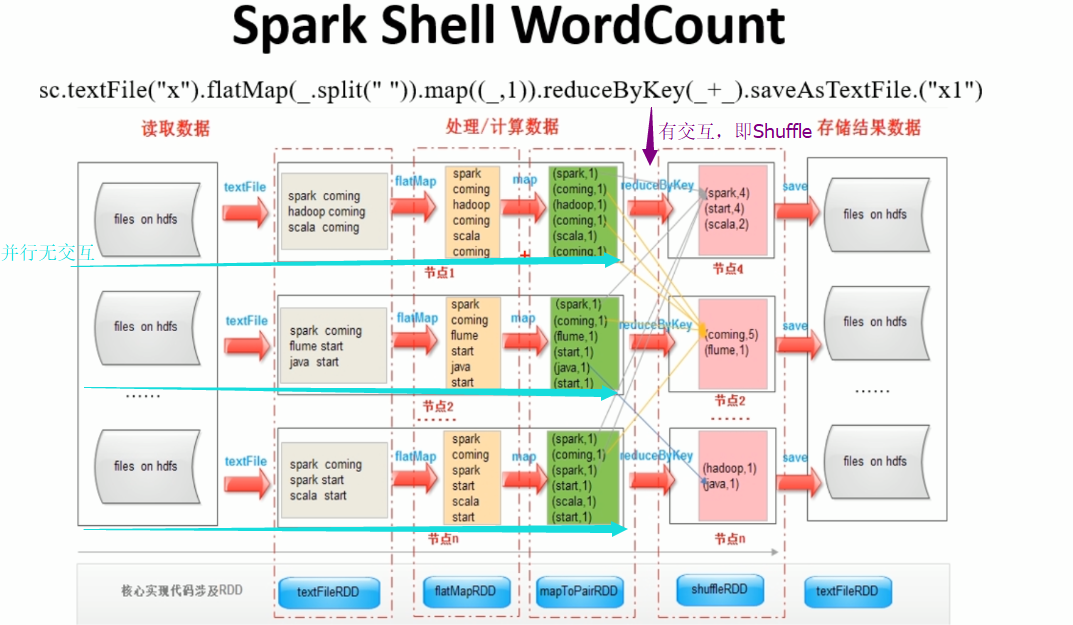 Spark Shell WordCount
sc.textFile("x").flatMap(_.split(" ")).map((_,1)).reduceByKey(_+_).saveAsTextFile.("x1")
读取数据
处理/计算数据
有交互，即Shuffle
存储结果数据
files on hdfs
textFile
spark coming
hadoop coming
scala coming
flatMap
spark
coming
hadoop
coming
scala
coming
map
(spark,1)
(coming,1)
(hadoop,1)
(coming,1)
(scala,1)
(coming,1)
reduceByKey
(spark,4)
(start,4)
(scala,2)
save
files on hdfs
并行无交互
节点1
节点4
files on hdfs
textFile
spark coming
flume start
java start
flatMap
spark
coming
flume
start
java
start
map
(spark,1)
(coming,1)
(flume,1)
(start,1)
(java,1)
(start,1)
reduceByKey
(coming,5)
(flume,1)
save
files on hdfs
......
节点2
......
节点2
......
......
files on hdfs
textFile
spark coming
spark start
scala start
flatMap
spark
coming
spark
start
scala
start
map
(spark,1)
(coming,1)
(spark,1)
(start,1)
(scala,1)
(start,1)
reduceByKey
(hadoop,1)
(java,1)
save
files on hdfs
节点n
节点n
核心实现代码涉及RDD
textFileRDD
flatMapRDD
mapToPairRDD
shuffleRDD
textFileRDD